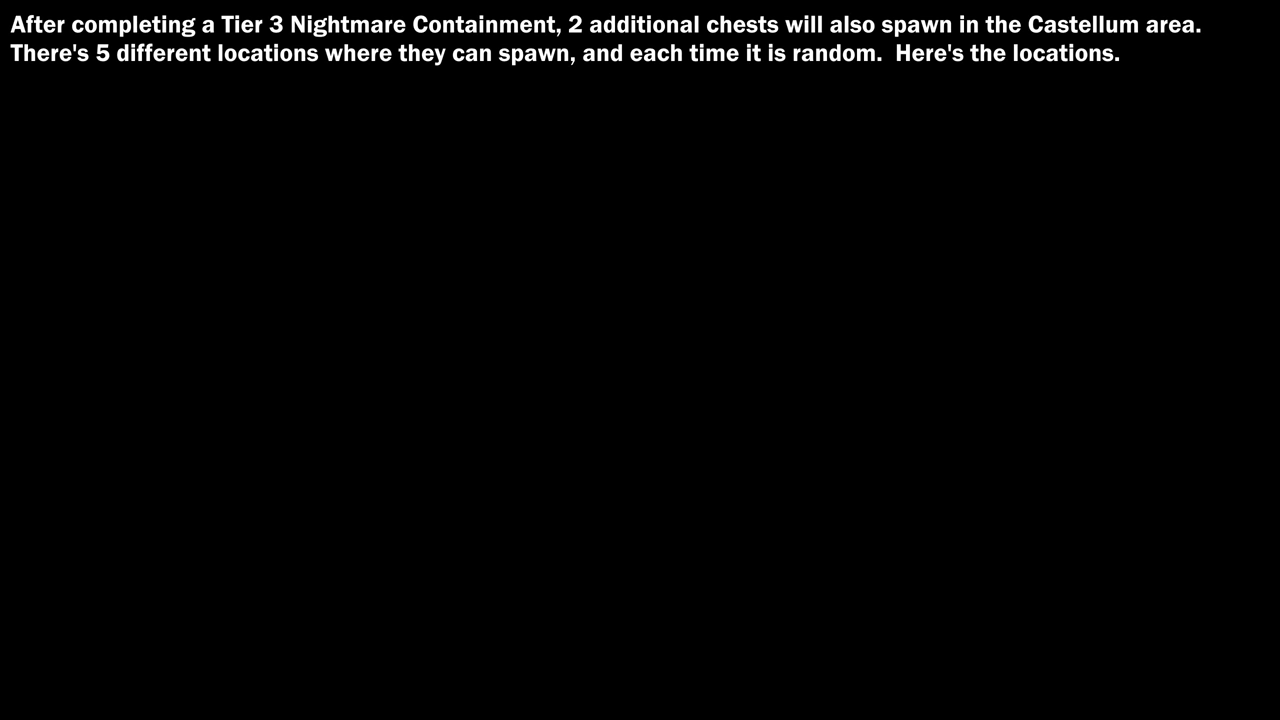 After completing a Tier 3 Nightmare Containment, 2 additional chests will also spawn in the Castellum area.
There's 5 different locations where they can spawn, and each time it is random.  Here's the locations.